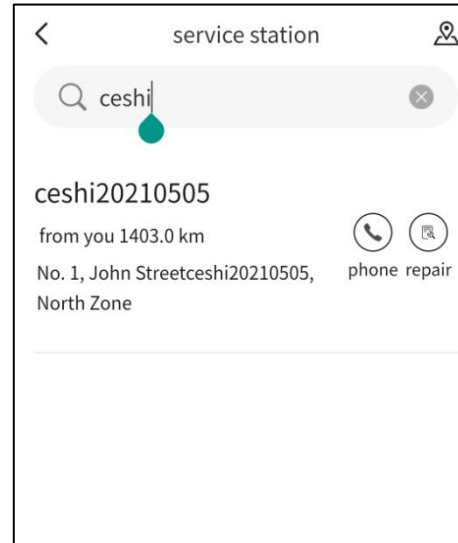 service station
ceshi
ceshi20210505
from you 1403.0 km
No. 1, John Streetceshi20210505,
North Zone
phone repair